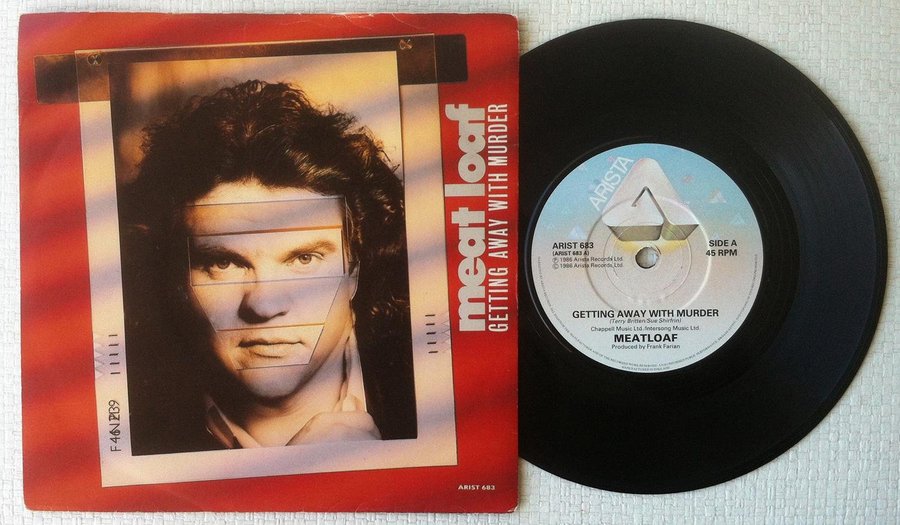 meat loaf
GETTING AWAY WITH MURDER
ARIST 683
ARISTA
ARIST 683
(ARIST 683 A)
℗ 1986 Arista Records Ltd.
© 1986 Arista Records Ltd.
SIDE A
45 RPM
GETTING AWAY WITH MURDER
(Terry Britten/Sue Shifrin)
Chappell Music Ltd./Intersong Music Ltd.
MEATLOAF
Produced by Frank Farian